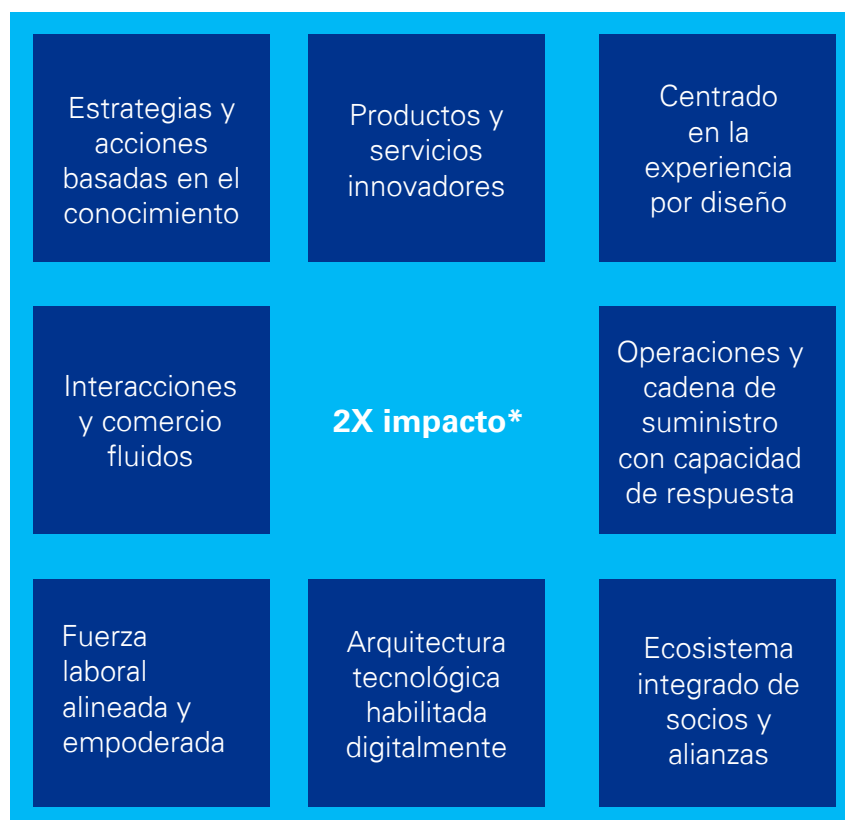 Estrategias y
acciones
basadas en el
conocimiento
Productos y
servicios
innovadores
Centrado
en la
experiencia
por diseño
Interacciones
y comercio
fluidos
2X impacto*
Operaciones y
cadena de
suministro
con capacidad
de respuesta
Fuerza
laboral
alineada y
empoderada
Arquitectura
tecnológica
habilitada
digitalmente
Ecosistema
integrado de
socios y
alianzas